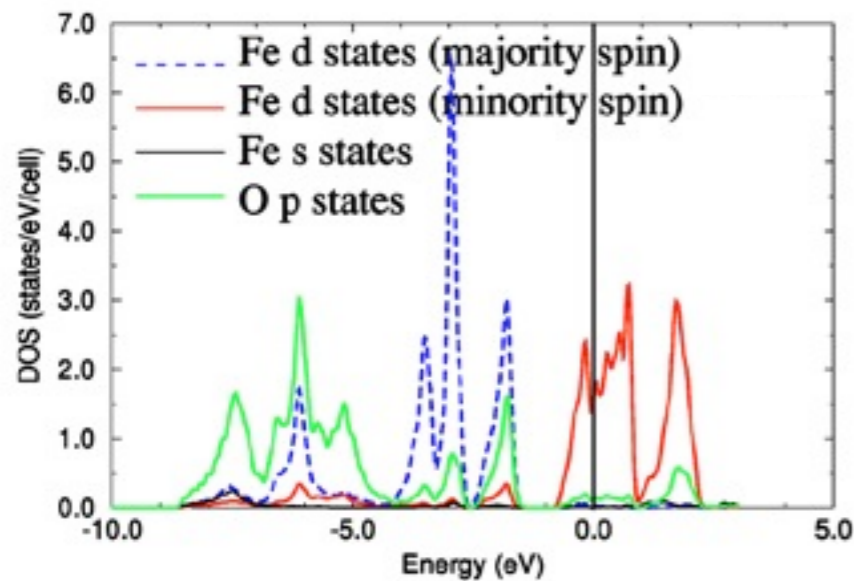 7.0
Fe d states (majority spin)
6.0
Fe d states (minority spin)
5.0
Fe s states
O p states
4.0
3.0
2.0
1.0
0.0
-10.0 -5.0 0.0 5.0
Energy (eV)
DOS (states/eV/cell)